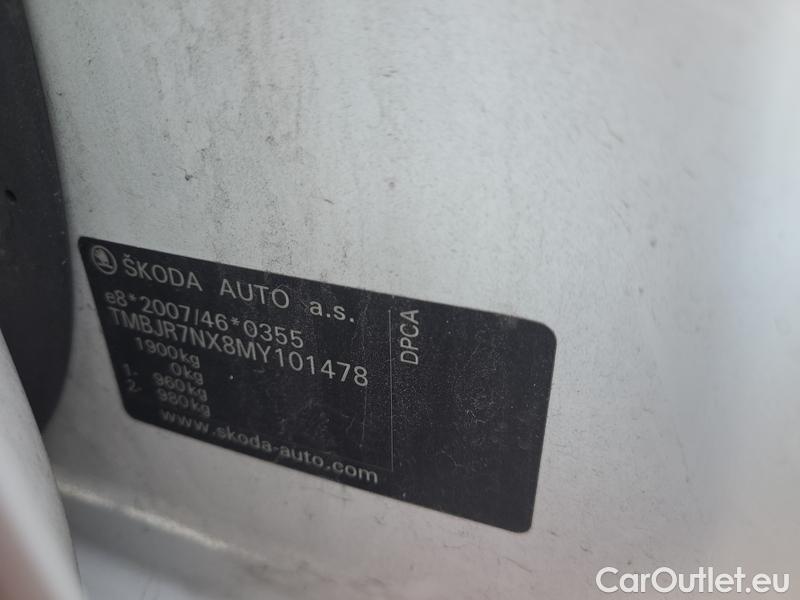 ŠKODA AUTO a.s.
e8*2007/46*0355
TMBJR7NX8MY101478
1900kg
0kg
1- 960kg
2- 980kg
www.skoda-auto.com
DPCA
CarOutlet.eu